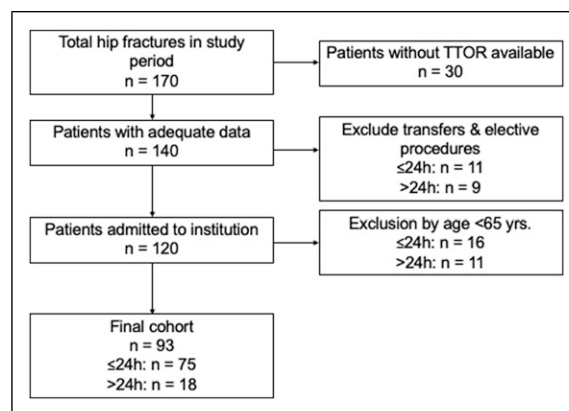 Total hip fractures in study
period
n = 170
Patients without TTOR available
n = 30
Patients with adequate data
n = 140
Exclude transfers & elective
procedures
≤24h: n = 11
>24h: n = 9
Patients admitted to institution
n = 120
Exclusion by age <65 yrs.
≤24h: n = 16
>24h: n = 11
Final cohort
n = 93
≤24h: n = 75
>24h: n = 18